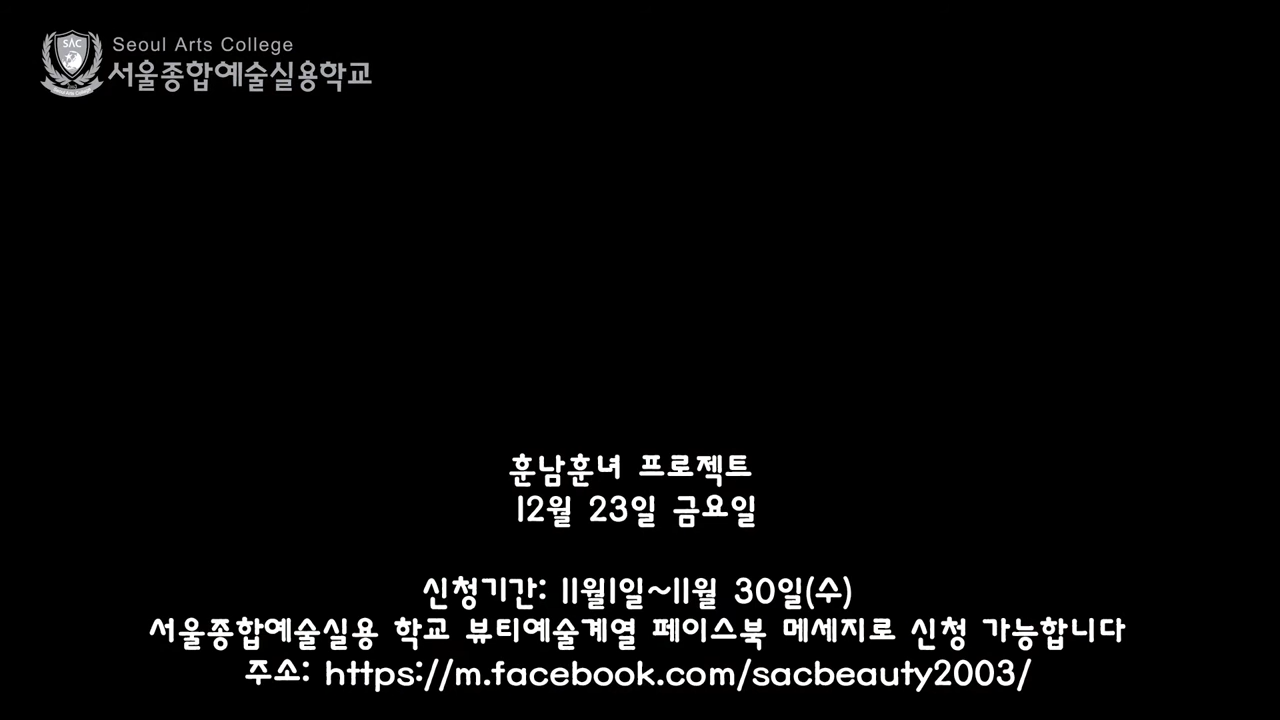 SAC
Seoul Arts College
서울종합예술실용학교
훈남훈녀 프로젝트
12월 23일 금요일
신청기간: 11월1일~11월 30일(수)
서울종합예술실용 학교 뷰티예술계열 페이스북 메세지로 신청 가능합니다
주소: https://m.facebook.com/sacbeauty2003/